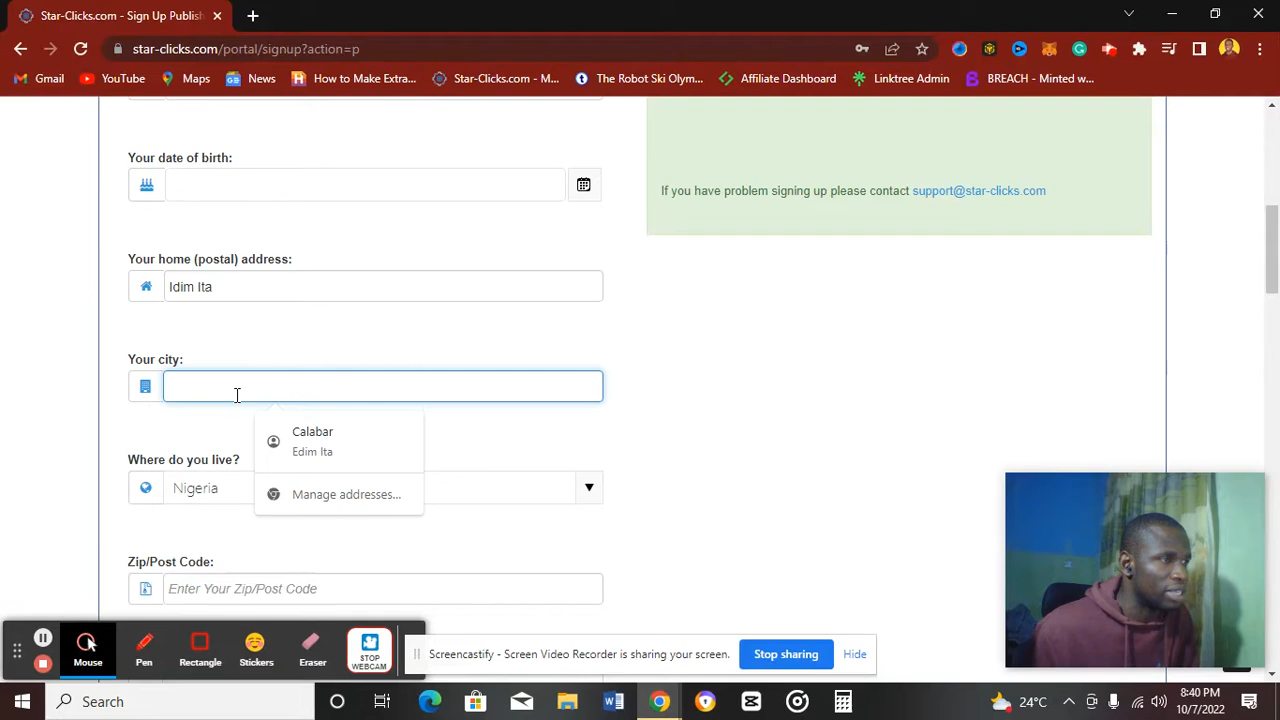 Star-Clicks.com - Sign Up Publish
star-clicks.com/portal/signup?action=p
Gmail
YouTube
Maps
News
How to Make Extra...
Star-Clicks.com - M...
The Robot Ski Olym...
Affiliate Dashboard
Linktree Admin
BREACH - Minted w...
Your date of birth:
If you have problem signing up please contact support@star-clicks.com
Your home (postal) address:
Idim Ita
Your city:
Calabar
Edim Ita
Where do you live?
Nigeria
Manage addresses...
Zip/Post Code:
Enter Your Zip/Post Code
Mouse
Pen
Rectangle
Stickers
Eraser
STOP
WEBCAM
Screencastify - Screen Video Recorder is sharing your screen.
Stop sharing
Hide
Search
24°C
8:40 PM
10/7/2022